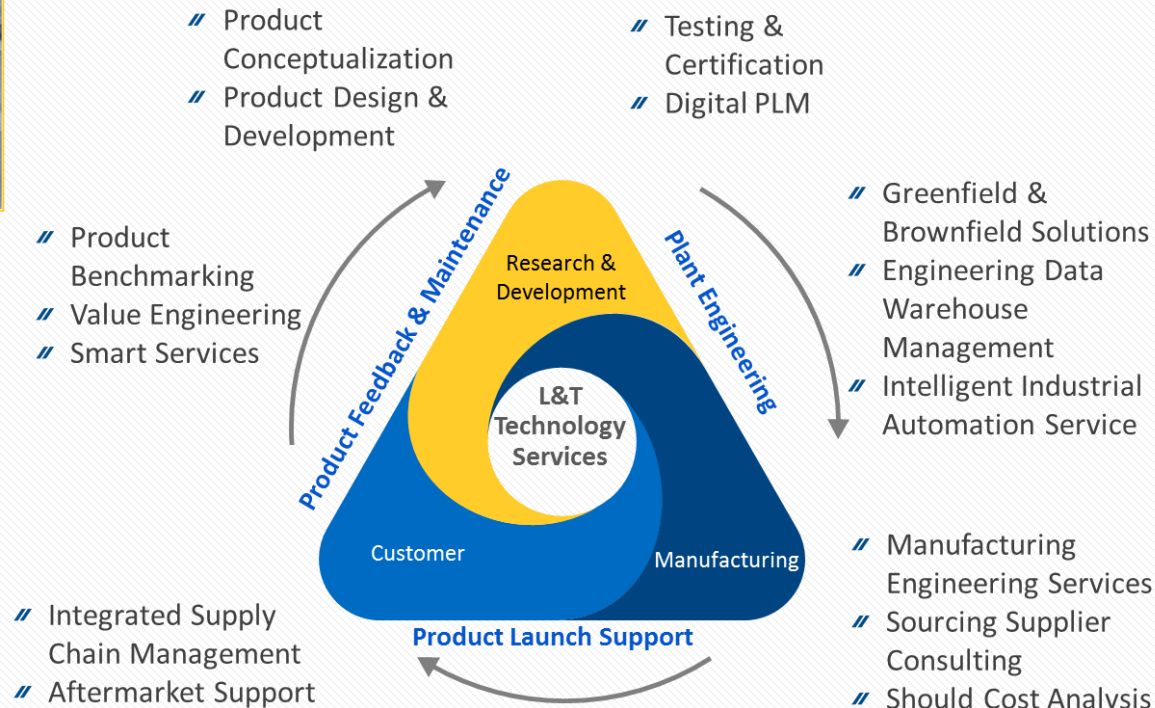 Product
Conceptualization
Product Design &
Development
Testing &
Certification
Digital PLM
Product
Benchmarking
Value Engineering
Smart Services
Product Feedback & Maintenance
Research &
Development
Plant Engineering
Greenfield &
Brownfield Solutions
Engineering Data
Warehouse
Management
Intelligent Industrial
Automation Service
L&T
Technology
Services
Customer
Manufacturing
Product Launch Support
Manufacturing
Engineering Services
Sourcing Supplier
Consulting
Should Cost Analysis
Integrated Supply
Chain Management
Aftermarket Support